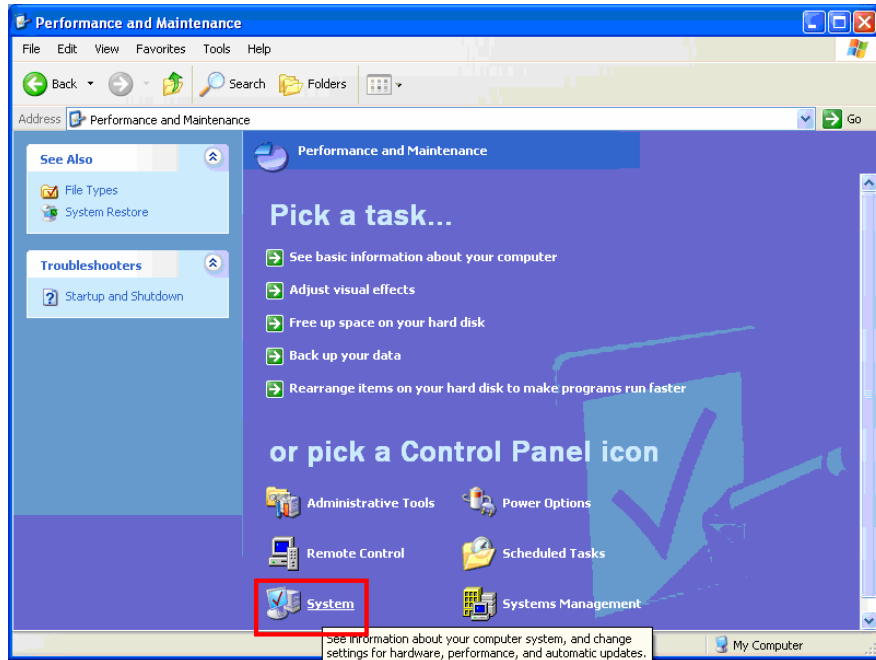 Performance and Maintenance
File Edit View Favorites Tools Help
Back Search Folders
Address Performance and Maintenance Go
See Also
File Types
System Restore
Troubleshooters
Startup and Shutdown
Performance and Maintenance
Pick a task...
See basic information about your computer
Adjust visual effects
Free up space on your hard disk
Back up your data
Rearrange items on your hard disk to make programs run faster
or pick a Control Panel icon
Administrative Tools Power Options
Remote Control Scheduled Tasks
System Systems Management
See information about your computer system, and change
settings for hardware, performance, and automatic updates.
My Computer